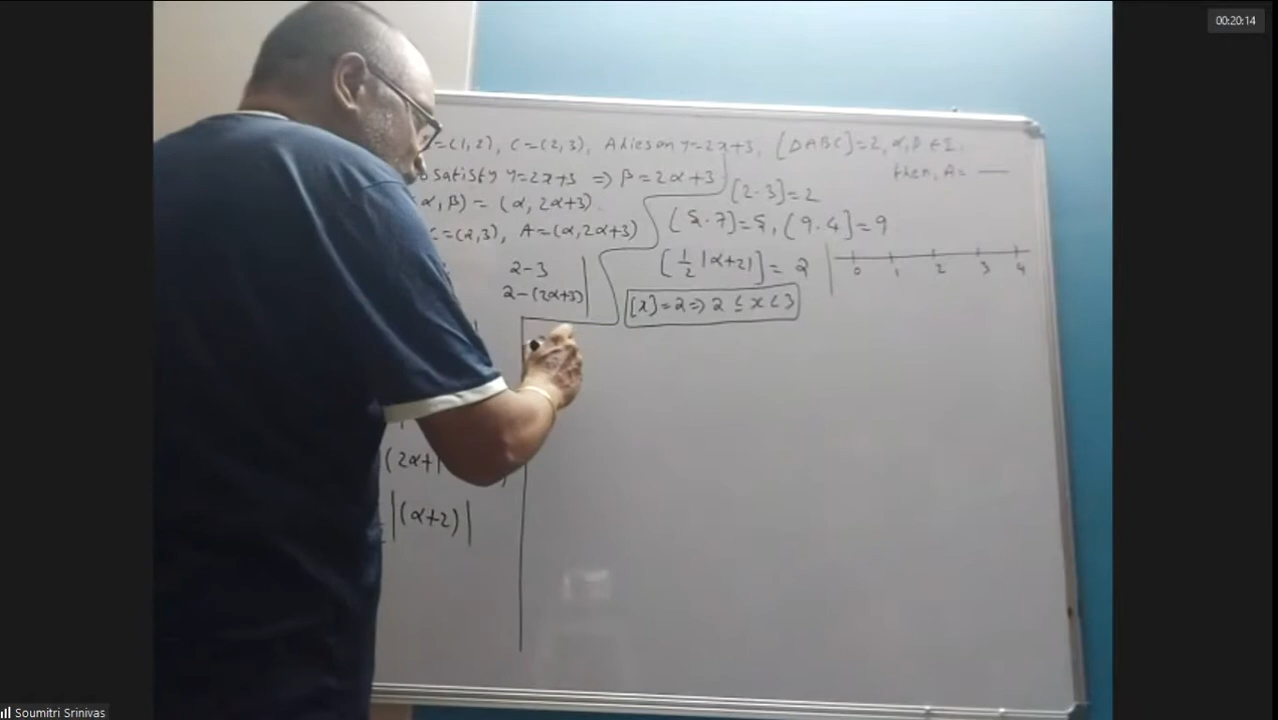 00:20:14
=(1,2), C=(2,3), A lies on y=2x+3, [ΔABC]=2, α,β∈I.
then, A= —
satisfy y=2x+3 ⇒ β=2α+3
[2.3]=2
α, β) = (α, 2α+3).
[5.7]=5, [9.4]=9
C=(2,3), A=(α,2α+3)
[1/2 |α+2|] = 2
0 1 2 3 4
2-3
2-(2α+3)
[x]=2⇒ 2 ≤ x < 3
(2α+1
|(α+2)|
Soumitri Srinivas